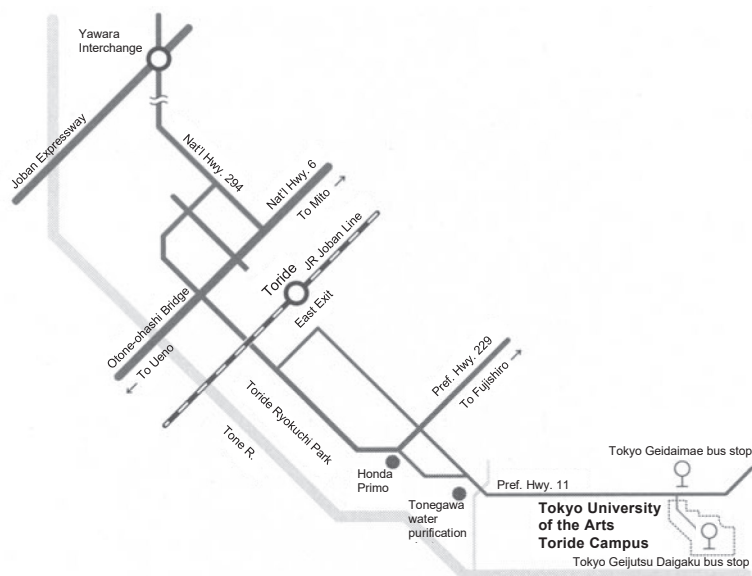 Yawara
Interchange
Joban Expressway
Nat'l Hwy. 294
Nat'l Hwy. 6
To Mito →
JR Joban Line
Toride
East Exit
Otone-ohashi Bridge
← To Ueno
Pref. Hwy. 229
To Fujishiro →
Toride Ryokuchi Park
Tone R.
Honda
Primo
Tonegawa
water
purification
Pref. Hwy. 11
Tokyo Geidaimae bus stop
Tokyo University
of the Arts
Toride Campus
Tokyo Geijutsu Daigaku bus stop